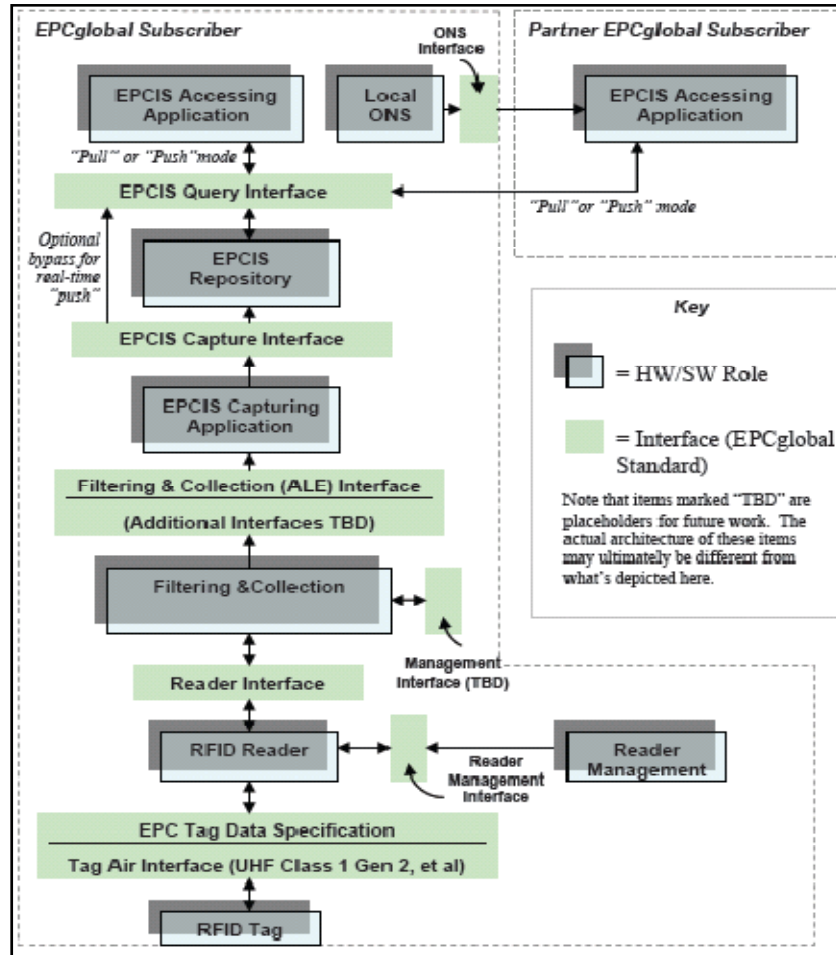 EPCglobal Subscriber
ONS
Interface
Partner EPCglobal Subscriber
EPCIS Accessing
Application
Local
ONS
EPCIS Accessing
Application
"Pull" or "Push" mode
EPCIS Query Interface
"Pull" or "Push" mode
Optional
bypass for
real-time
"push"
EPCIS
Repository
EPCIS Capture Interface
EPCIS Capturing
Application
Filtering & Collection (ALE) Interface
(Additional Interfaces TBD)
Filtering &Collection
Management
Interface (TBD)
Reader Interface
RFID Reader
Reader
Management
Interface
Reader
Management
EPC Tag Data Specification
Tag Air Interface (UHF Class 1 Gen 2, et al)
RFID Tag
Key
= HW/SW Role
= Interface (EPCglobal
Standard)
Note that items marked "TBD" are
placeholders for future work. The
actual architecture of these items
may ultimately be different from
what's depicted here.